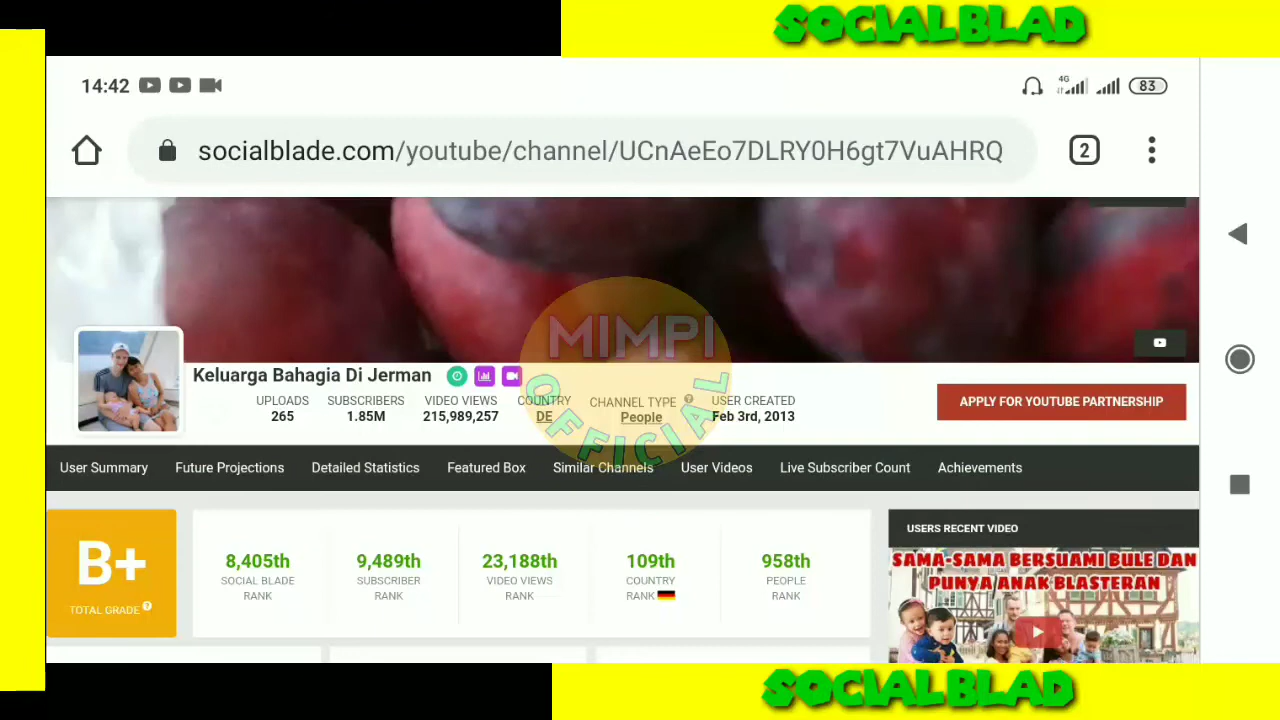 SOCIALBLAD
14:42
4G
83
socialblade.com/youtube/channel/UCnAeEo7DLRY0H6gt7VuAHRQ
2
MIMPI
OFFICIAL
Keluarga Bahagia Di Jerman
UPLOADS SUBSCRIBERS VIDEO VIEWS COUNTRY CHANNEL TYPE USER CREATED
265 1.85M 215,989,257 DE People Feb 3rd, 2013
APPLY FOR YOUTUBE PARTNERSHIP
User Summary Future Projections Detailed Statistics Featured Box Similar Channels User Videos Live Subscriber Count Achievements
B+
TOTAL GRADE
8,405th 9,489th 23,188th 109th 958th
SOCIAL BLADE SUBSCRIBER VIDEO VIEWS COUNTRY PEOPLE
RANK RANK RANK RANK RANK
USERS RECENT VIDEO
SAMA-SAMA BERSUAMI BULE DAN
PUNYA ANAK BLASTERAN
SOCIALBLAD